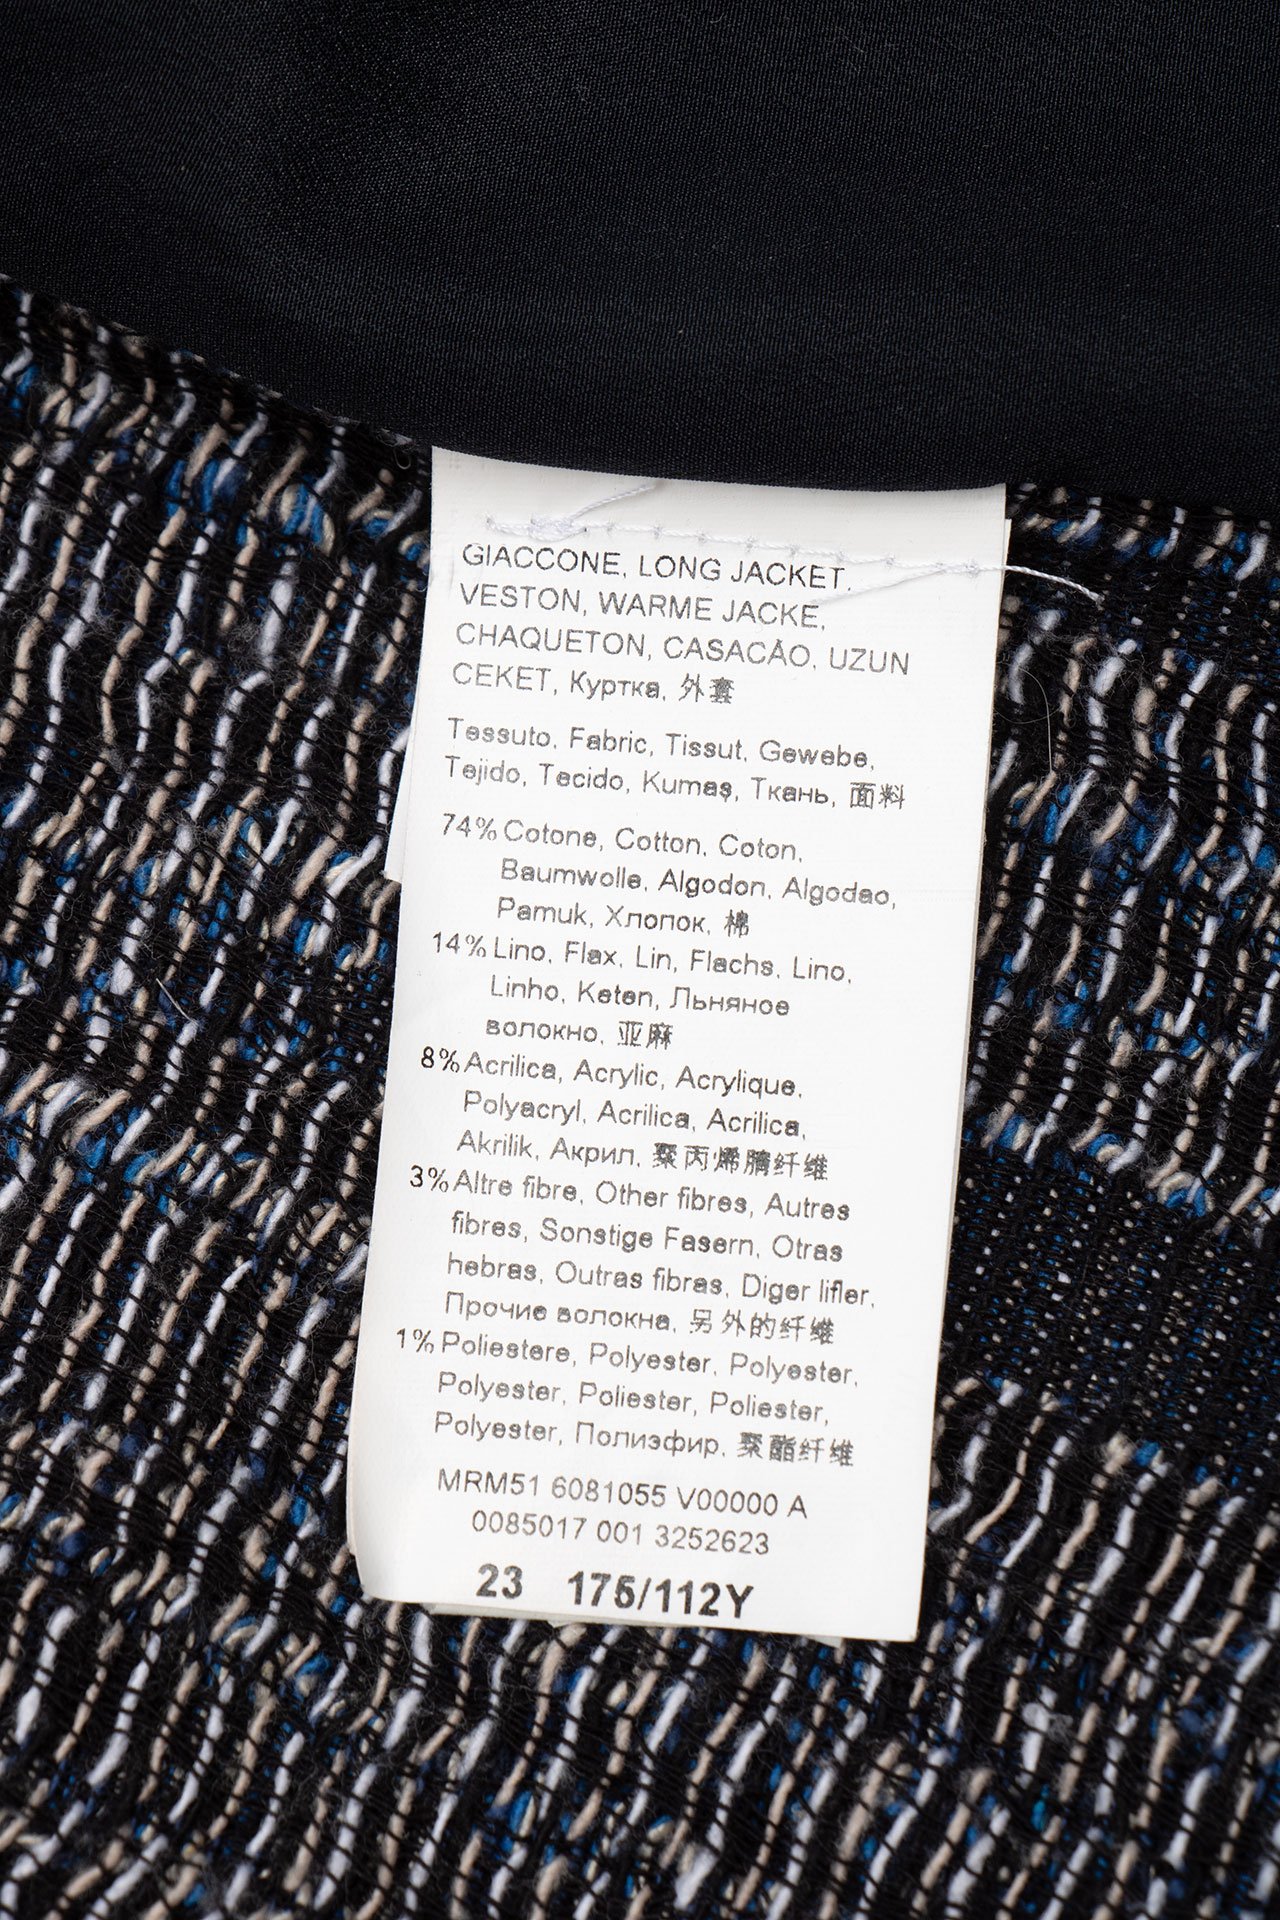 GIACCONE, LONG JACKET,
VESTON, WARME JACKE,
CHAQUETON, CASACÃO, UZUN
CEKET, Куртка, 外套
Tessuto, Fabric, Tissut, Gewebe,
Tejido, Tecido, Kumaş, Ткань, 面料
74% Cotone, Cotton, Coton,
Baumwolle, Algodon, Algodao,
Pamuk, Хлопок, 棉
14% Lino, Flax, Lin, Flachs, Lino,
Linho, Keten, Льняное
волокно, 亚麻
8% Acrilica, Acrylic, Acrylique,
Polyacryl, Acrilica, Acrilica,
Akrilik, Акрил, 聚丙烯腈纤维
3% Altre fibre, Other fibres, Autres
fibres, Sonstige Fasern, Otras
hebras, Outras fibras, Diger lifler,
Прочие волокна, 另外的纤维
1% Poliestere, Polyester, Polyester,
Polyester, Poliester, Poliester,
Polyester, Полиэфир, 聚酯纤维
MRM51 6081055 V00000 A
0085017 001 3252623
23 175/112Y